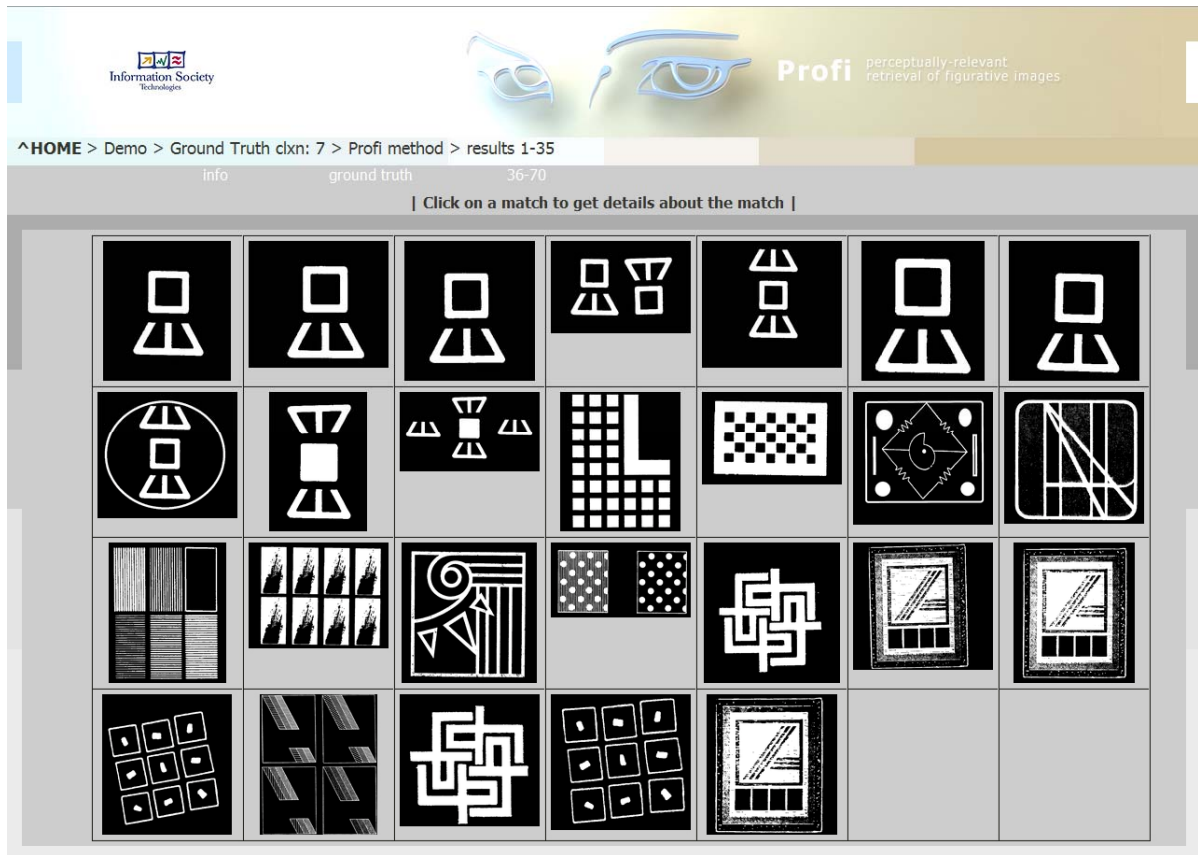 Information Society
Technologies
Profi perceptually-relevant
retrieval of figurative images
^HOME > Demo > Ground Truth clxn: 7 > Profi method > results 1-35
info ground truth 36-70
| Click on a match to get details about the match |